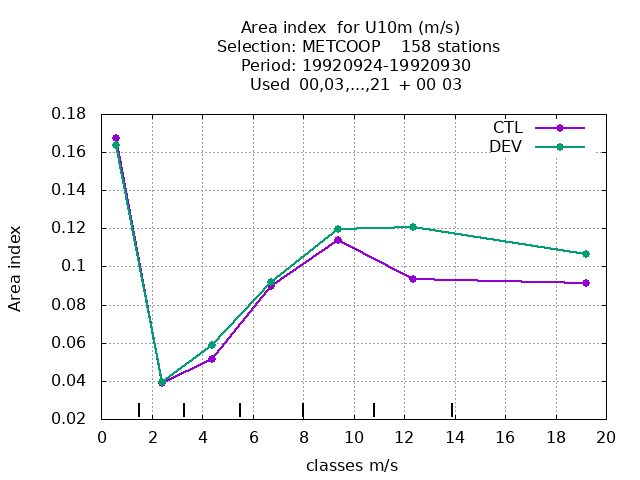 Area index  for U10m (m/s)
Selection: METCOOP    158 stations
Period: 19920924-19920930
Used  00,03,...,21  + 00 03
CTL
DEV
0.18
0.16
0.14
0.12
0.1
0.08
0.06
0.04
0.02
Area index
0 2 4 6 8 10 12 14 16 18 20
classes m/s